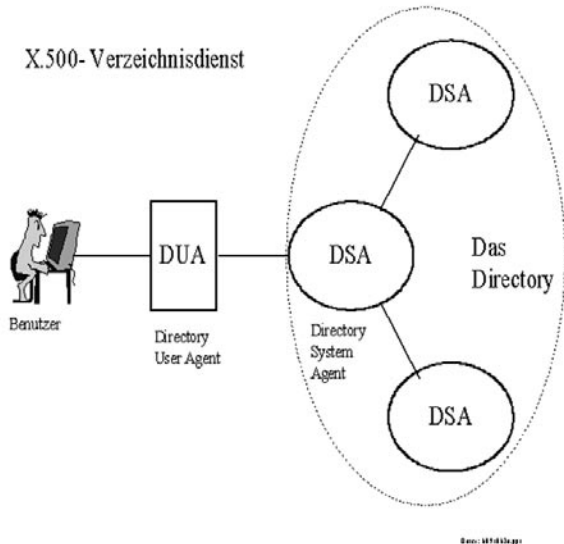 X.500- Verzeichnisdienst
DSA
DUA
DSA
Das
Directory
Benutzer
Directory
User Agent
Directory
System
Agent
DSA